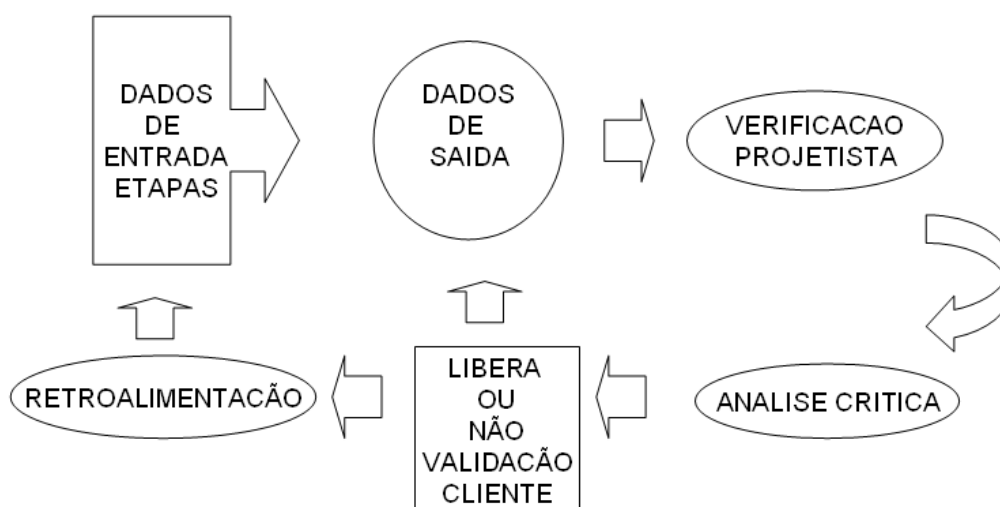 DADOS
DE
ENTRADA
ETAPAS
DADOS
DE
SAIDA
VERIFICACAO
PROJETISTA
ANALISE CRITICA
LIBERA
OU
NÃO
VALIDACÃO
CLIENTE
RETROALIMENTACÃO